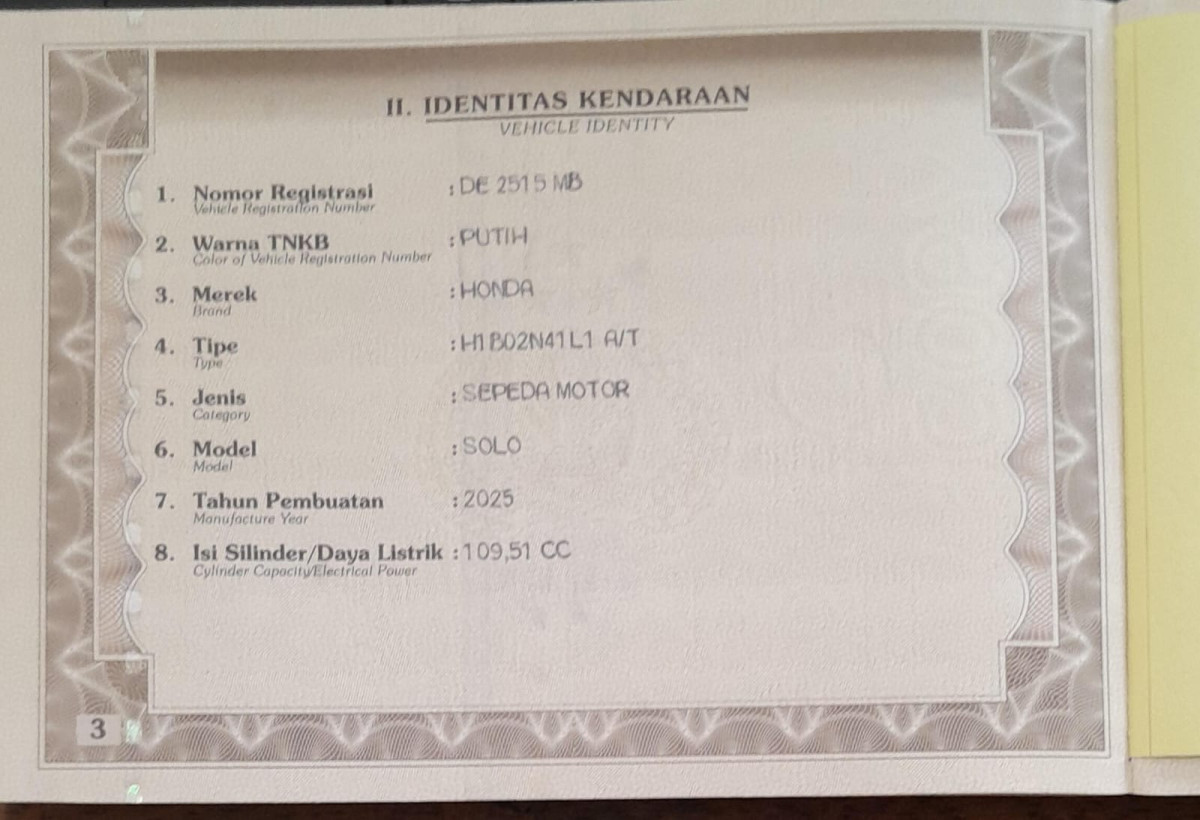 II. IDENTITAS KENDARAAN
VEHICLE IDENTITY
1. Nomor Registrasi : DE 2515 MB
Vehicle Registration Number
2. Warna TNKB : PUTIH
Color of Vehicle Registration Number
3. Merek : HONDA
Brand
4. Tipe : H1B02N41L1 A/T
Type
5. Jenis : SEPEDA MOTOR
Category
6. Model : SOLO
Model
7. Tahun Pembuatan : 2025
Manufacture Year
8. Isi Silinder/Daya Listrik : 109,51 CC
Cylinder Capacity/Electrical Power
3